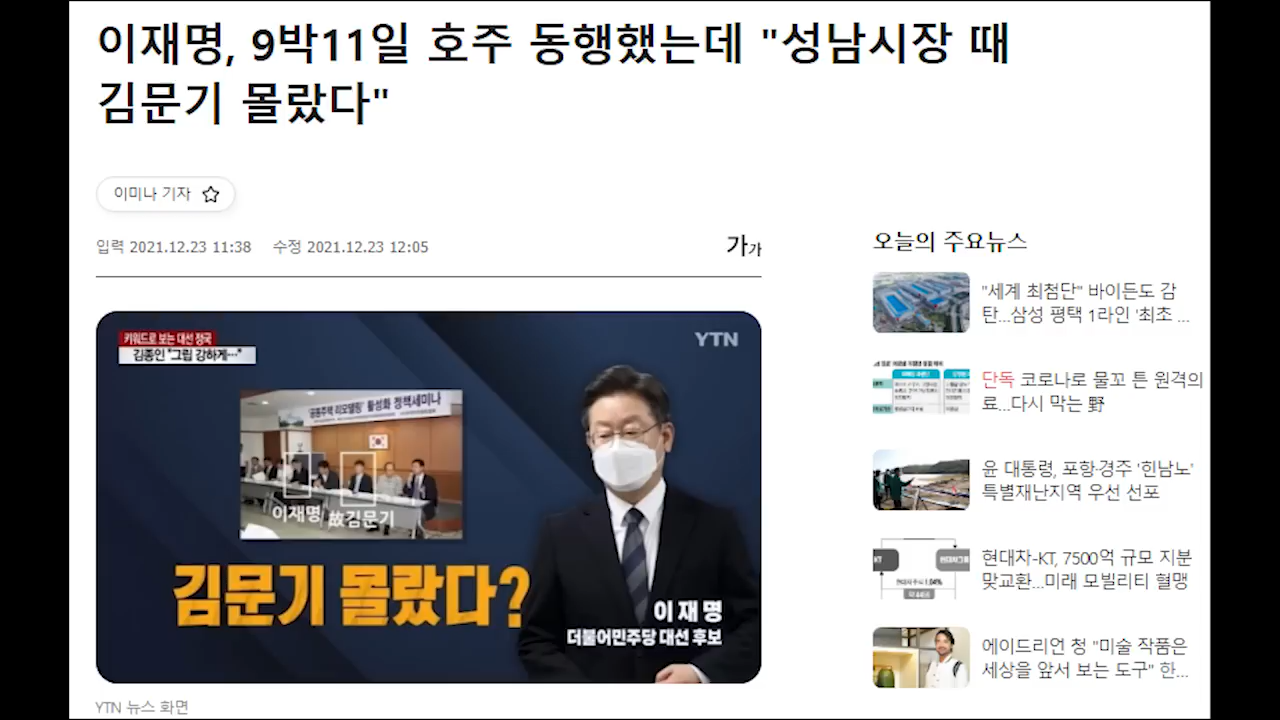 이재명, 9박11일 호주 동행했는데 "성남시장 때
김문기 몰랐다"
이미나 기자
입력 2021.12.23 11:38 수정 2021.12.23 12:05
가가
키워드로 보는 대선 정국
김종인 "그립 강하게…"
YTN
'공동주택 리모델링' 활성화 정책세미나
이재명 故김문기
김문기 몰랐다?
이 재 명
더불어민주당 대선 후보
YTN 뉴스 화면
오늘의 주요뉴스
"세계 최첨단" 바이든도 감
탄...삼성 평택 1라인 '최초 ...
단독 코로나로 물꼬 튼 원격의
료...다시 막는 野
윤 대통령, 포항·경주 '힌남노'
특별재난지역 우선 선포
KT
현대차-KT, 7500억 규모 지분
맞교환...미래 모빌리티 혈맹
에이드리언 청 "미술 작품은
세상을 앞서 보는 도구" 한...